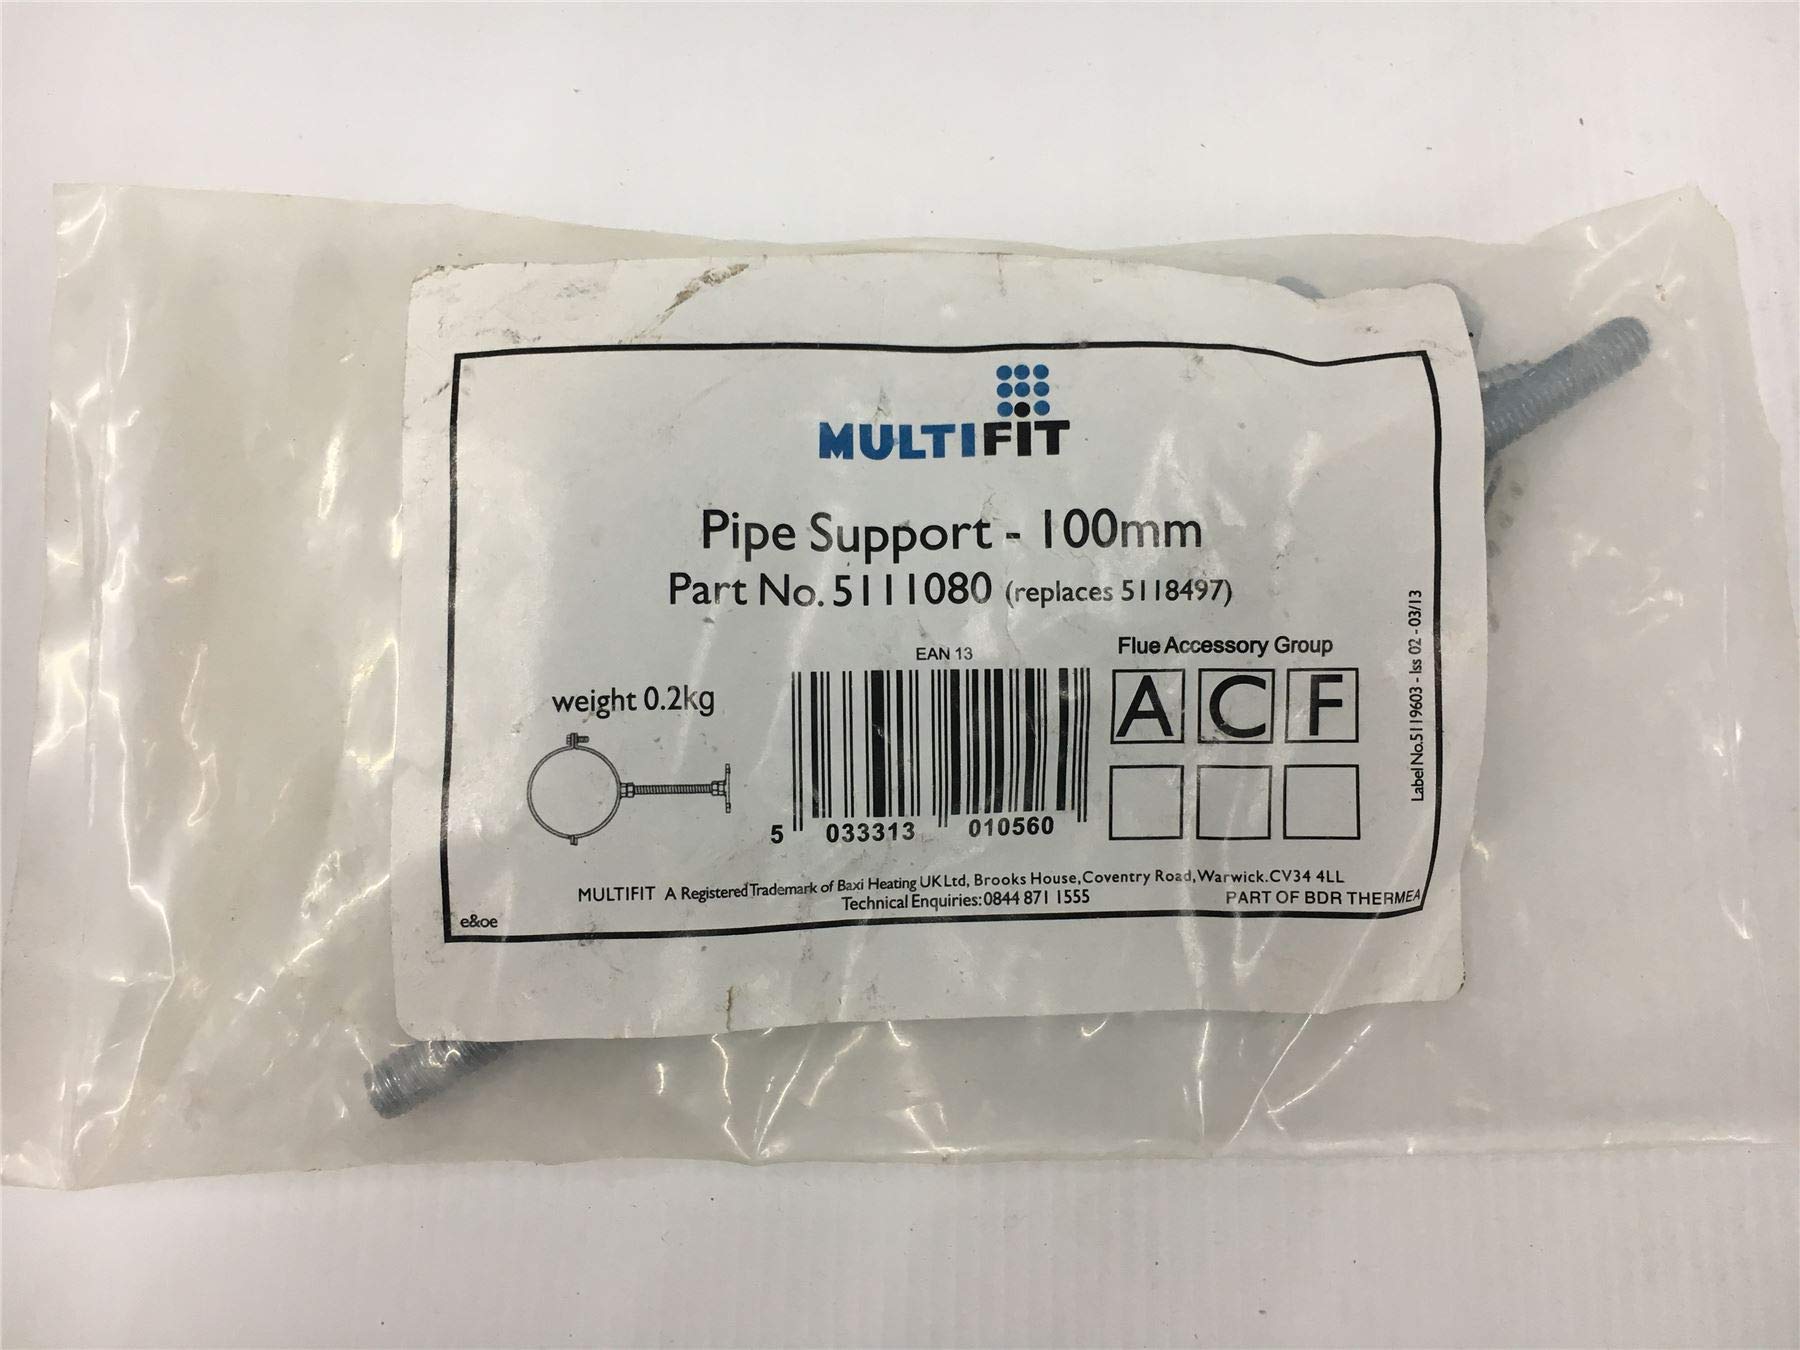 MULTIFIT
Pipe Support - 100mm
Part No. 5111080 (replaces 5118497)
EAN 13
Flue Accessory Group
weight 0.2kg
A C F
5 033313 010560
Label No.5119603 - Iss 02 - 03/13
MULTIFIT A Registered Trademark of Baxi Heating UK Ltd, Brooks House, Coventry Road, Warwick. CV34 4LL
Technical Enquiries: 0844 871 1555
PART OF BDR THERMEA
e&oe